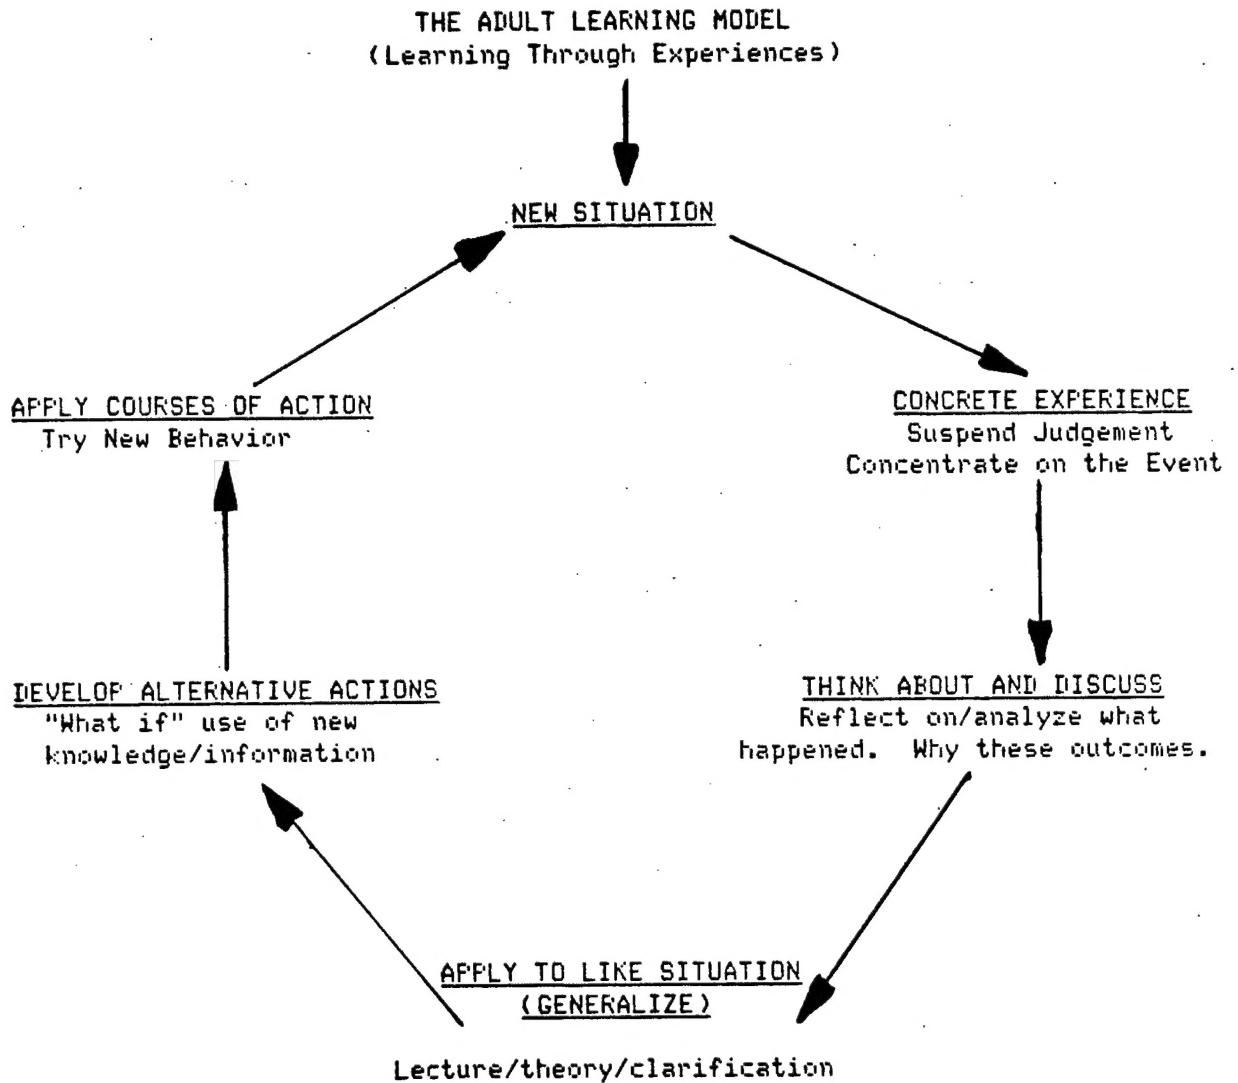 THE ADULT LEARNING MODEL
(Learning Through Experiences)
NEW SITUATION
CONCRETE EXPERIENCE
Suspend Judgement
Concentrate on the Event
THINK ABOUT AND DISCUSS
Reflect on/analyze what
happened. Why these outcomes.
APPLY TO LIKE SITUATION
(GENERALIZE)
Lecture/theory/clarification
DEVELOP ALTERNATIVE ACTIONS
"What if" use of new
knowledge/information
APPLY COURSES OF ACTION
Try New Behavior